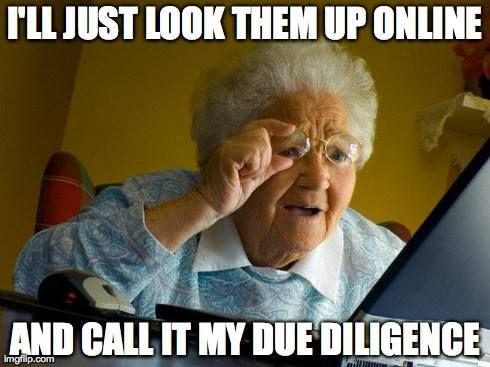 I'LL JUST LOOK THEM UP ONLINE
AND CALL IT MY DUE DILIGENCE
imgflip.com